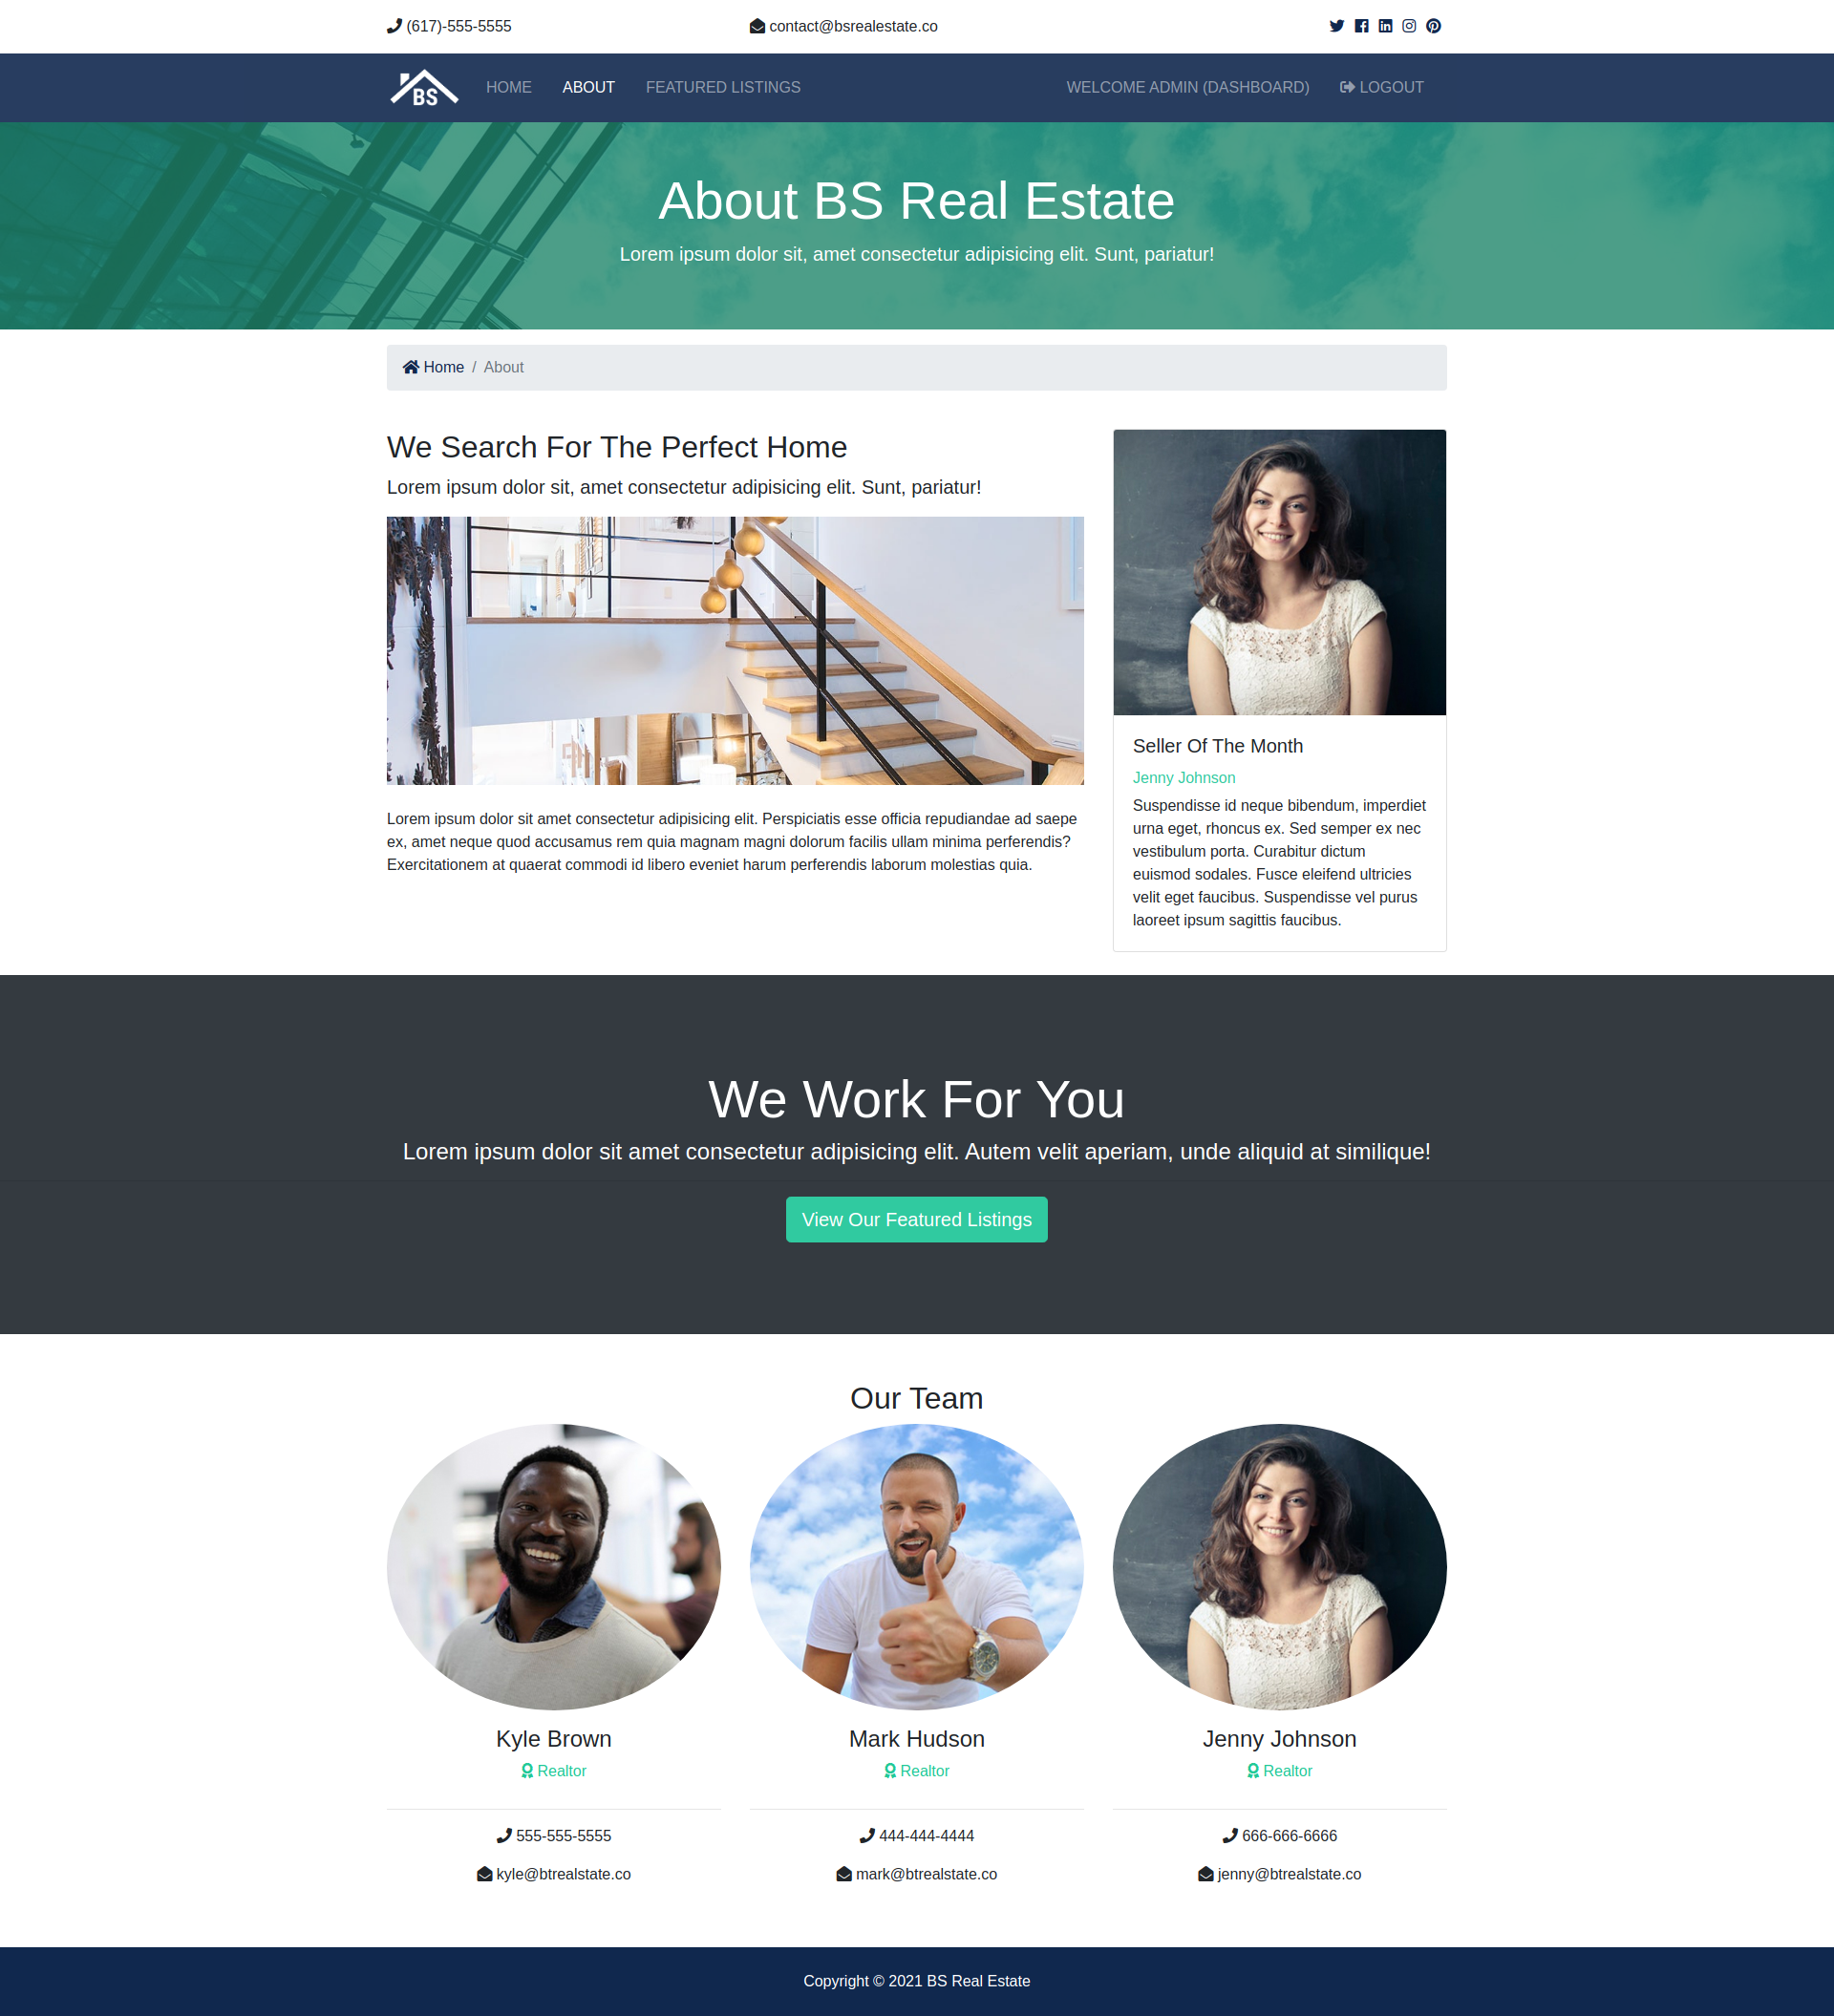 (617)-555-5555
contact@bsrealestate.co
BS
HOME
ABOUT
FEATURED LISTINGS
WELCOME ADMIN (DASHBOARD)
LOGOUT
About BS Real Estate
Lorem ipsum dolor sit, amet consectetur adipisicing elit. Sunt, pariatur!
Home / About
We Search For The Perfect Home
Lorem ipsum dolor sit, amet consectetur adipisicing elit. Sunt, pariatur!
Lorem ipsum dolor sit amet consectetur adipisicing elit. Perspiciatis esse officia repudiandae ad saepe
ex, amet neque quod accusamus rem quia magnam magni dolorum facilis ullam minima perferendis?
Exercitationem at quaerat commodi id libero eveniet harum perferendis laborum molestias quia.
Seller Of The Month
Jenny Johnson
Suspendisse id neque bibendum, imperdiet
urna eget, rhoncus ex. Sed semper ex nec
vestibulum porta. Curabitur dictum
euismod sodales. Fusce eleifend ultricies
velit eget faucibus. Suspendisse vel purus
laoreet ipsum sagittis faucibus.
We Work For You
Lorem ipsum dolor sit amet consectetur adipisicing elit. Autem velit aperiam, unde aliquid at similique!
View Our Featured Listings
Our Team
Kyle Brown
Realtor
555-555-5555
kyle@btrealstate.co
Mark Hudson
Realtor
444-444-4444
mark@btrealstate.co
Jenny Johnson
Realtor
666-666-6666
jenny@btrealstate.co
Copyright © 2021 BS Real Estate